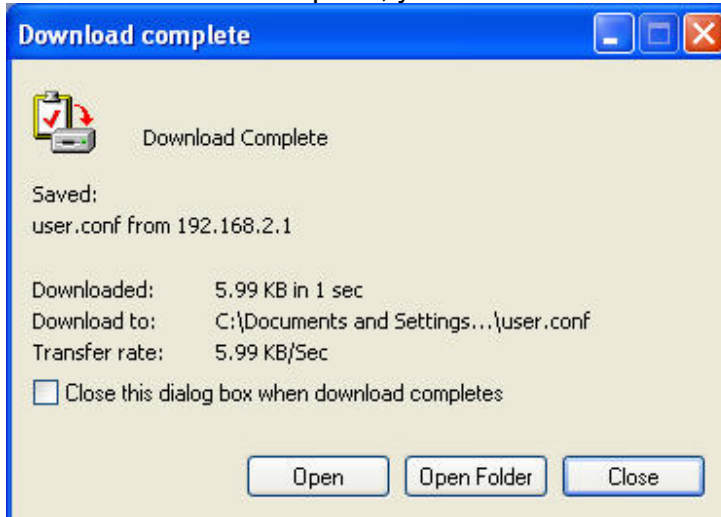 Download complete
Download Complete
Saved:
user.conf from 192.168.2.1
Downloaded: 5.99 KB in 1 sec
Download to: C:\Documents and Settings...\user.conf
Transfer rate: 5.99 KB/Sec
Close this dialog box when download completes
Open Open Folder Close